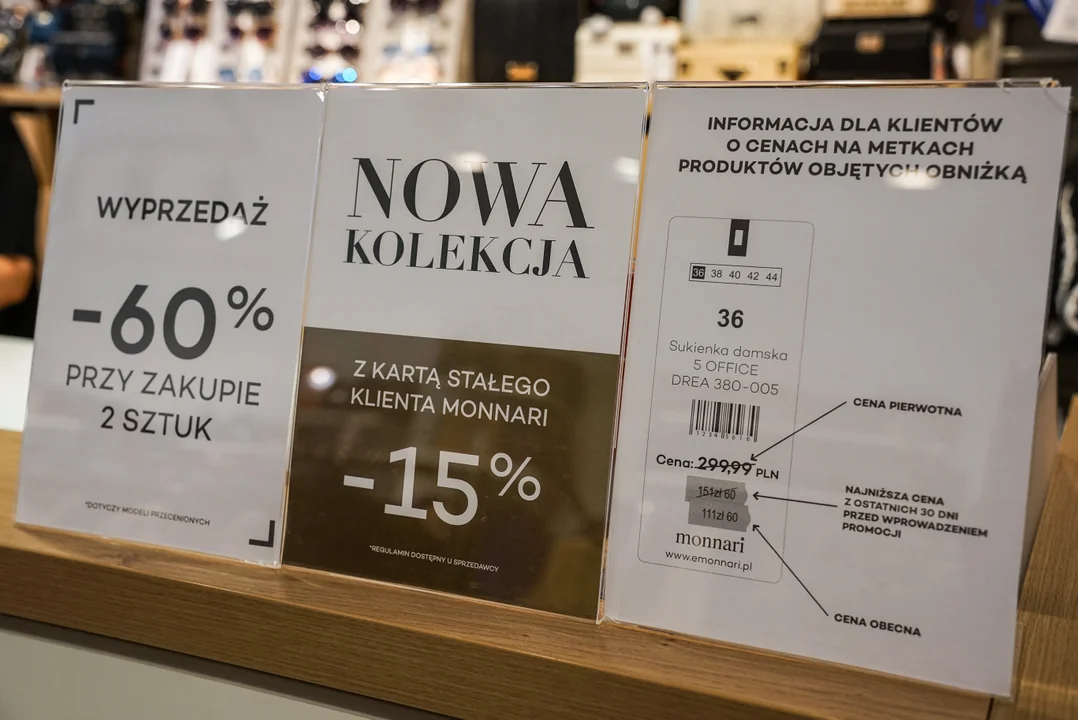 WYPRZEDAŻ
-60%
PRZY ZAKUPIE
2 SZTUK
*DOTYCZY MODELI PRZECENIONYCH
NOWA
KOLEKCJA
Z KARTĄ STAŁEGO
KLIENTA MONNARI
-15%
*REGULAMIN DOSTĘPNY U SPRZEDAWCY
INFORMACJA DLA KLIENTÓW
O CENACH NA METKACH
PRODUKTÓW OBJĘTYCH OBNIŻKĄ
36 38 40 42 44
36
Sukienka damska
5 OFFICE
DREA 380-005
Cena: 299,99 PLN
151zł 60
111zł 60
monnari
www.emonnari.pl
CENA PIERWOTNA
NAJNIŻSZA CENA
Z OSTATNICH 30 DNI
PRZED WPROWADZENIEM
PROMOCJI
CENA OBECNA